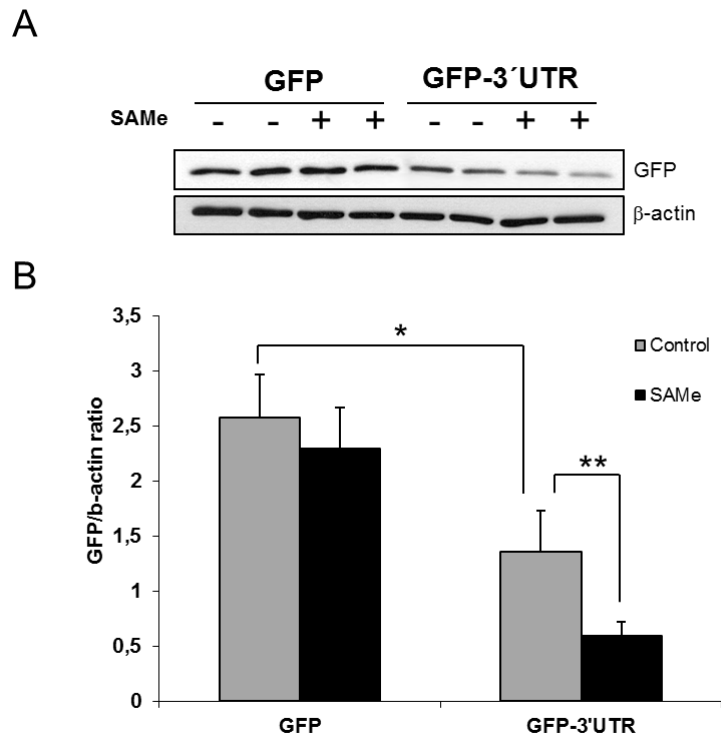 A
GFP GFP-3´UTR
SAMe - - + + - - + +
GFP
β-actin
B
3,5
3
2,5
2
1,5
1
0,5
0
GFP/b-actin ratio
*
**
Control
SAMe
GFP GFP-3'UTR